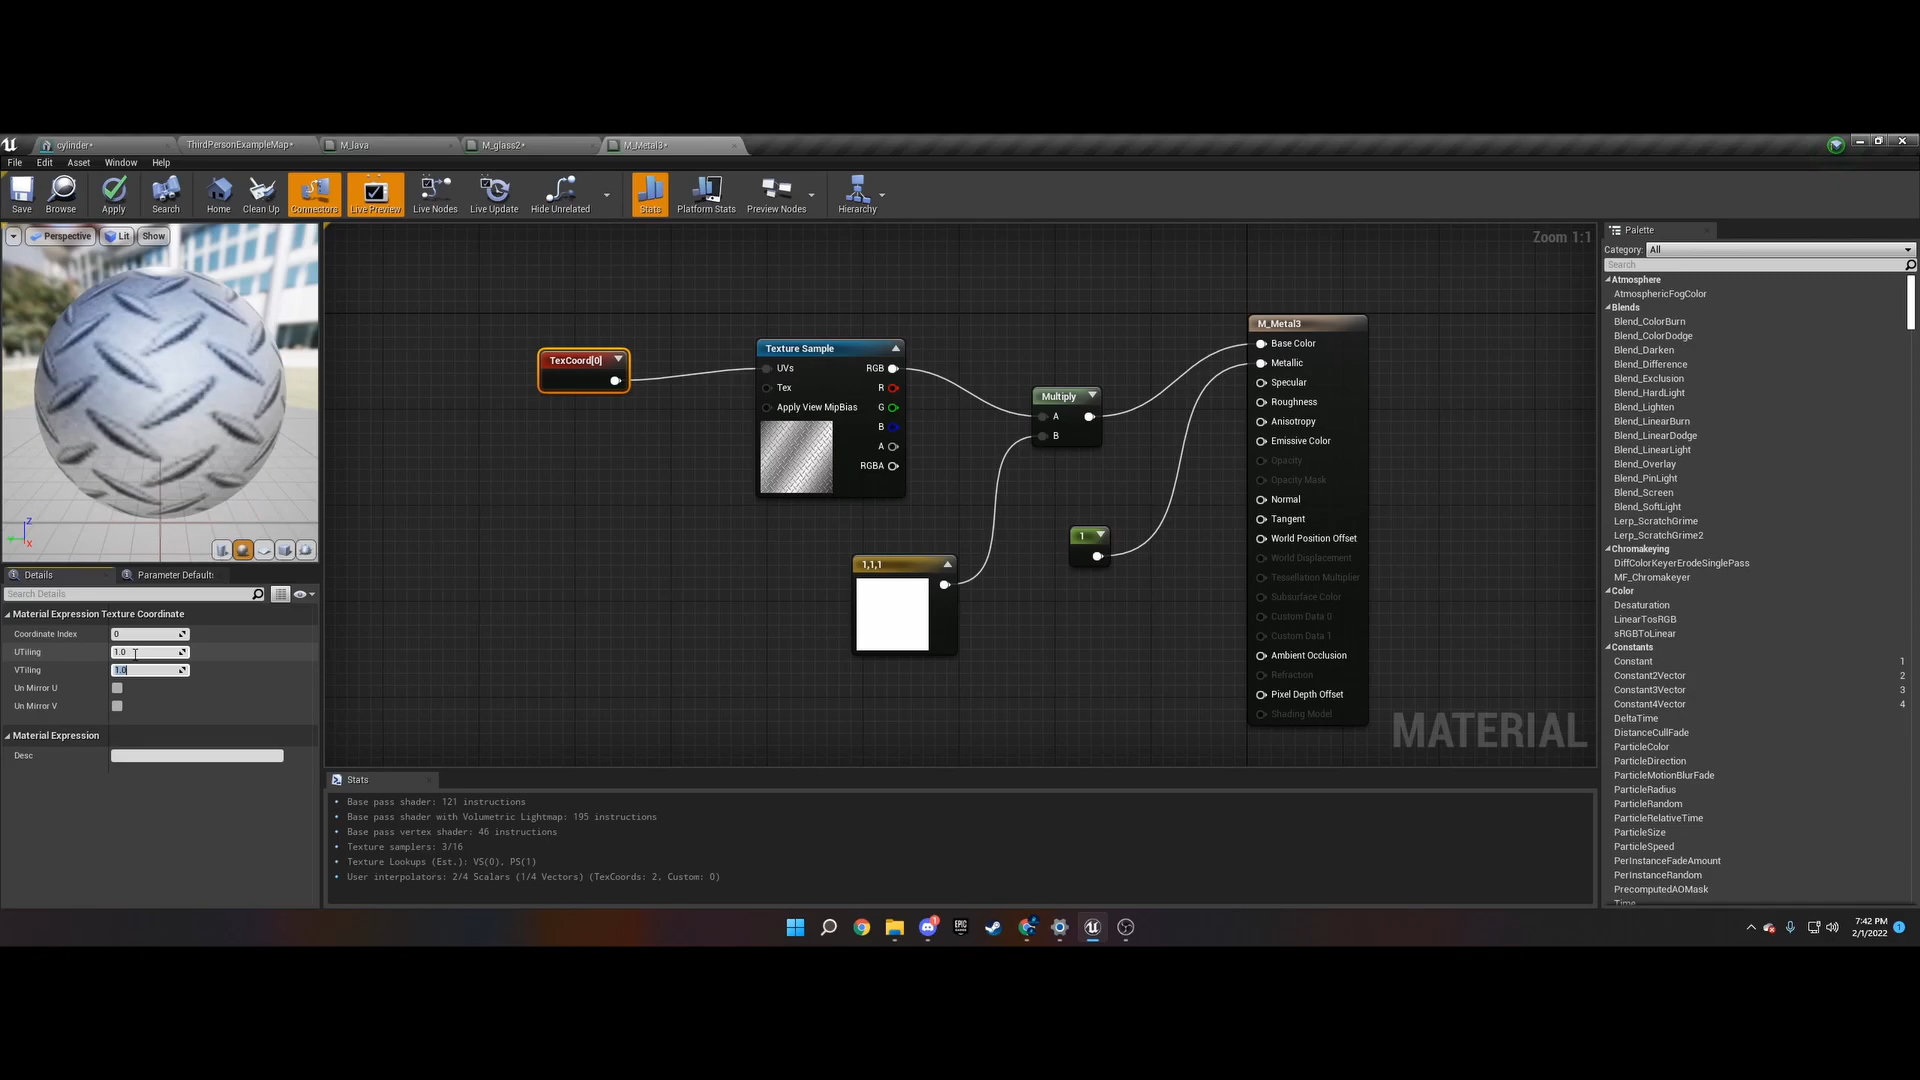 cylinder*
ThirdPersonExampleMap*
M_lava
M_glass2*
M_Metal3*
File Edit Asset Window Help
Save Browse Apply Search Home Clean Up Connectors Live Preview Live Nodes Live Update Hide Unrelated Stats Platform Stats Preview Nodes Hierarchy
Perspective Lit Show
Zoom 1:1
TexCoord[0]
Texture Sample
UVs RGB
Tex R
Apply View MipBias G
B
A
RGBA
Multiply
A
B
1,1,1
1
M_Metal3
Base Color
Metallic
Specular
Roughness
Anisotropy
Emissive Color
Opacity
Opacity Mask
Normal
Tangent
World Position Offset
World Displacement
Tessellation Multiplier
Subsurface Color
Custom Data 0
Custom Data 1
Ambient Occlusion
Refraction
Pixel Depth Offset
Shading Model
MATERIAL
Z
X
Details Parameter Default
Search Details
Material Expression Texture Coordinate
Coordinate Index 0
UTiling 1.0
VTiling 1.0
Un Mirror U
Un Mirror V
Material Expression
Desc
Stats
Base pass shader: 121 instructions
Base pass shader with Volumetric Lightmap: 195 instructions
Base pass vertex shader: 46 instructions
Texture samplers: 3/16
Texture Lookups (Est.): VS(0), PS(1)
User interpolators: 2/4 Scalars (1/4 Vectors) (TexCoords: 2, Custom: 0)
Palette
Category: All
Search
Atmosphere
AtmosphericFogColor
Blends
Blend_ColorBurn
Blend_ColorDodge
Blend_Darken
Blend_Difference
Blend_Exclusion
Blend_HardLight
Blend_Lighten
Blend_LinearBurn
Blend_LinearDodge
Blend_LinearLight
Blend_Overlay
Blend_PinLight
Blend_Screen
Blend_SoftLight
Lerp_ScratchGrime
Lerp_ScratchGrime2
Chromakeying
DiffColorKeyerErodeSinglePass
MF_Chromakeyer
Color
Desaturation
LinearTosRGB
sRGBToLinear
Constants
Constant 1
Constant2Vector 2
Constant3Vector 3
Constant4Vector 4
DeltaTime
DistanceCullFade
ParticleColor
ParticleDirection
ParticleMotionBlurFade
ParticleRadius
ParticleRandom
ParticleRelativeTime
ParticleSize
ParticleSpeed
PerInstanceFadeAmount
PerInstanceRandom
PrecomputedAOMask
Time
EPIC
1
7:42 PM
2/1/2022
1